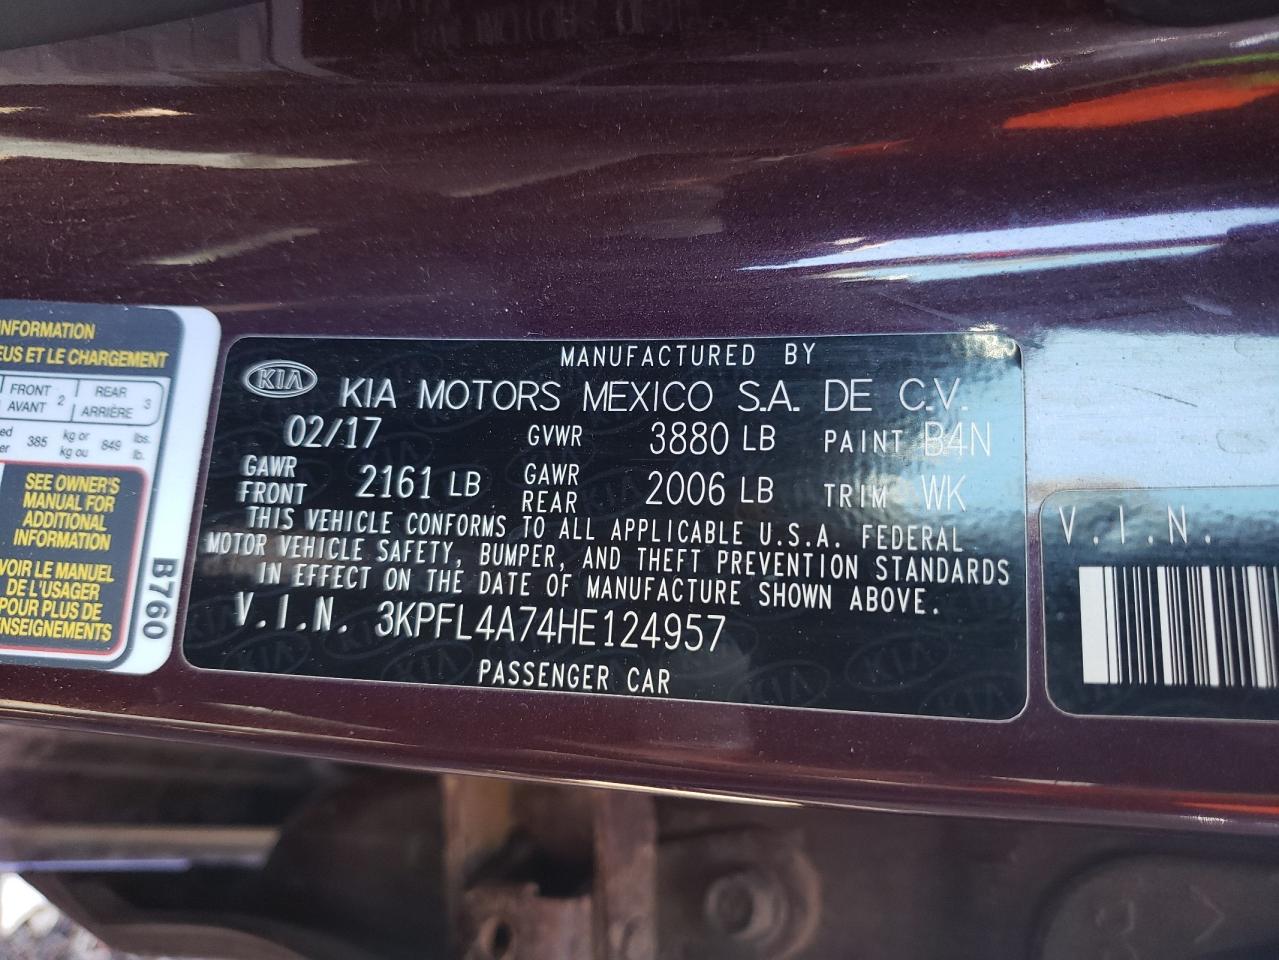 INFORMATION
EUS ET LE CHARGEMENT
FRONT 2 REAR 3
AVANT ARRIÈRE
385 kg or 849 lbs.
kg ou lb.
SEE OWNER'S
MANUAL FOR
ADDITIONAL
INFORMATION
VOIR LE MANUEL
DE L'USAGER
POUR PLUS DE
B760
KIA
MANUFACTURED BY
KIA MOTORS MEXICO S.A. DE C.V.
02/17 GVWR 3880 LB PAINT B4N
GAWR FRONT 2161 LB GAWR REAR 2006 LB TRIM WK
THIS VEHICLE CONFORMS TO ALL APPLICABLE U.S.A. FEDERAL
MOTOR VEHICLE SAFETY, BUMPER, AND THEFT PREVENTION STANDARDS
IN EFFECT ON THE DATE OF MANUFACTURE SHOWN ABOVE.
V.I.N. 3KPFL4A74HE124957
PASSENGER CAR
V.I.N.